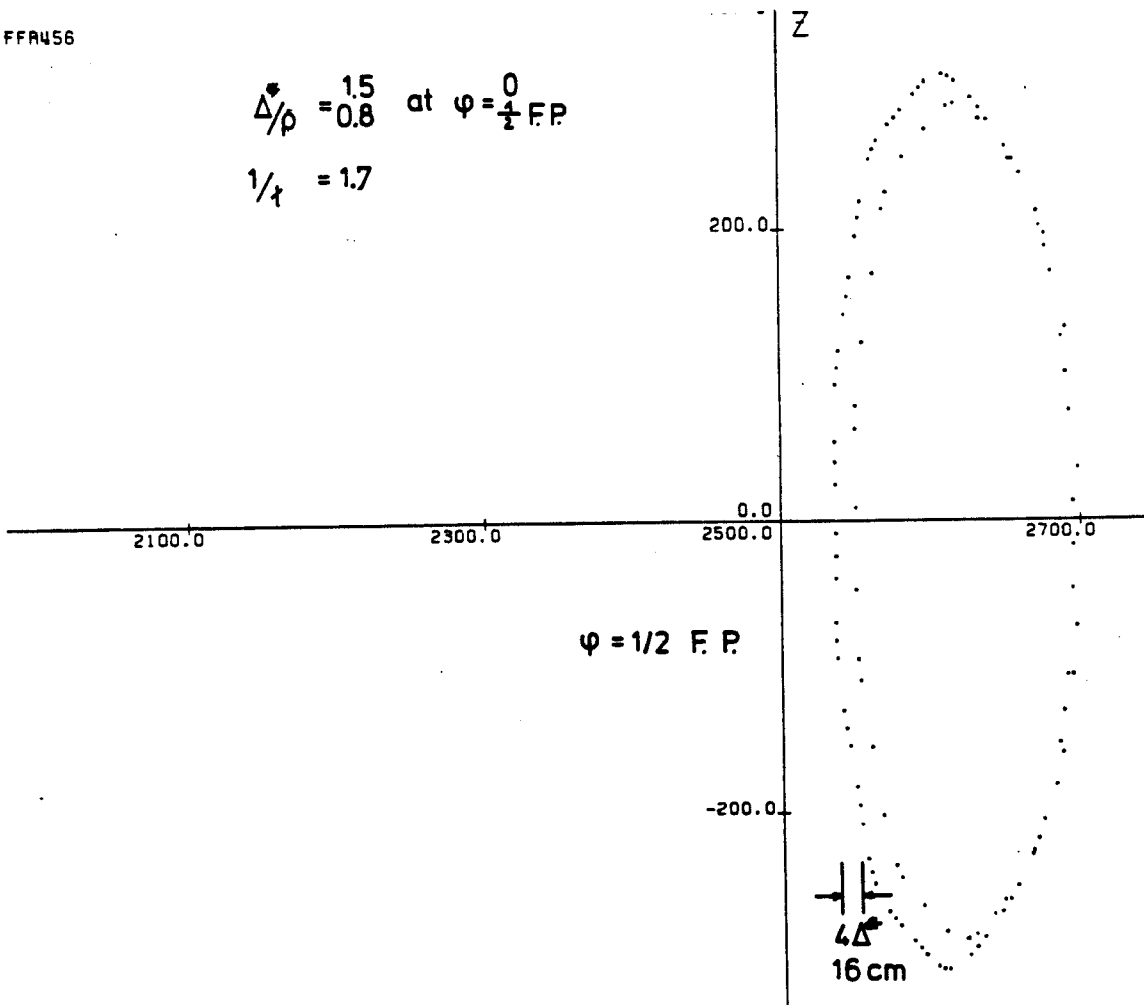 FFA456
Z
Δ*/ρ = 1.5 0.8 at φ = 0 1/2 F.P.
1/t = 1.7
200.0
0.0
2100.0 2300.0 2500.0 2700.0
φ = 1/2 F. P.
-200.0
4Δ*
16 cm